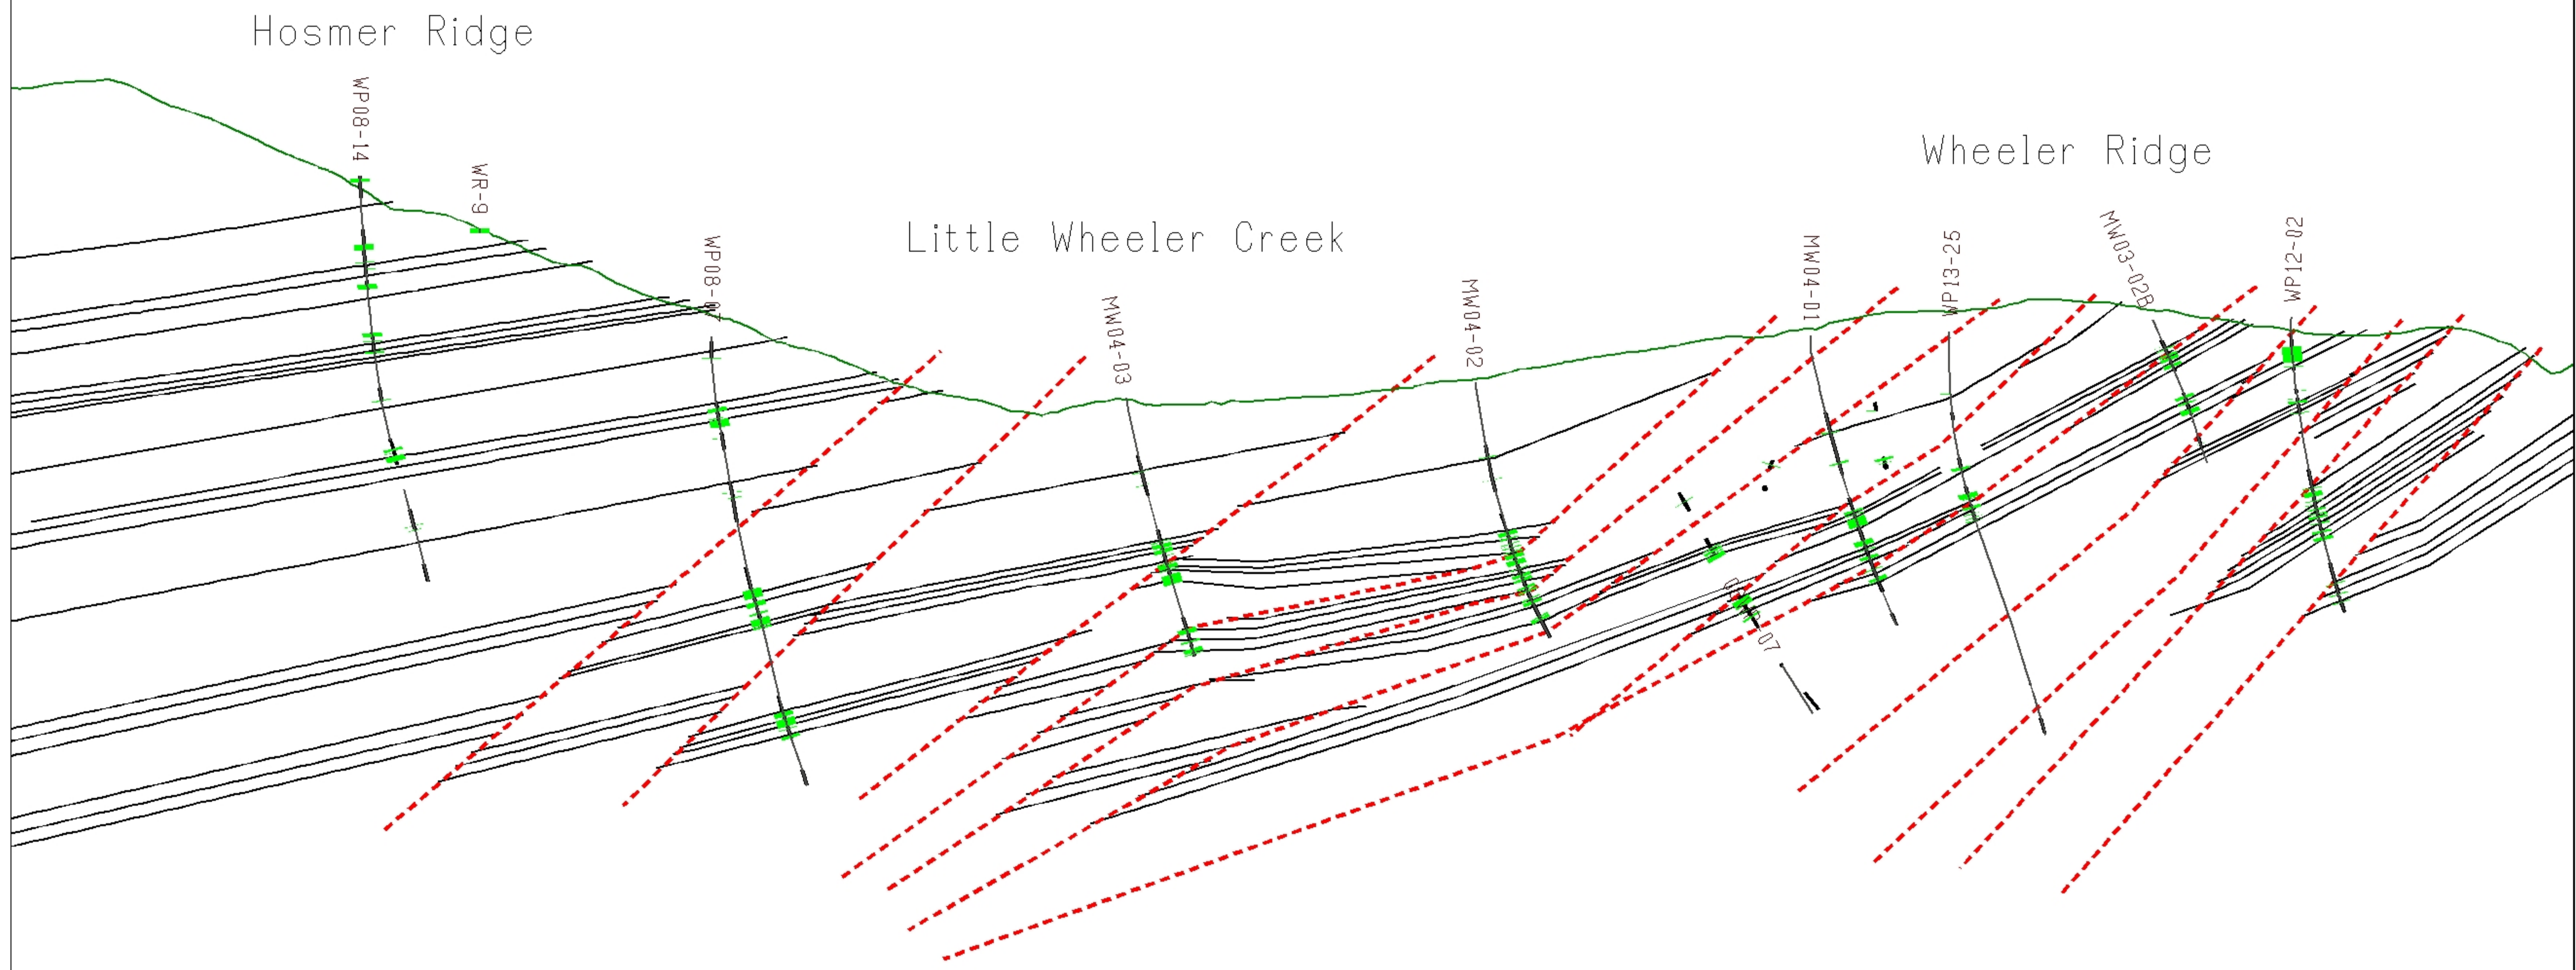 Hosmer Ridge
WP08-14
WR-9
Wheeler Ridge
Little Wheeler Creek
WP08-
MW04-03
MW04-02
MW04-01
WP13-25
MW03-02B
WP12-02